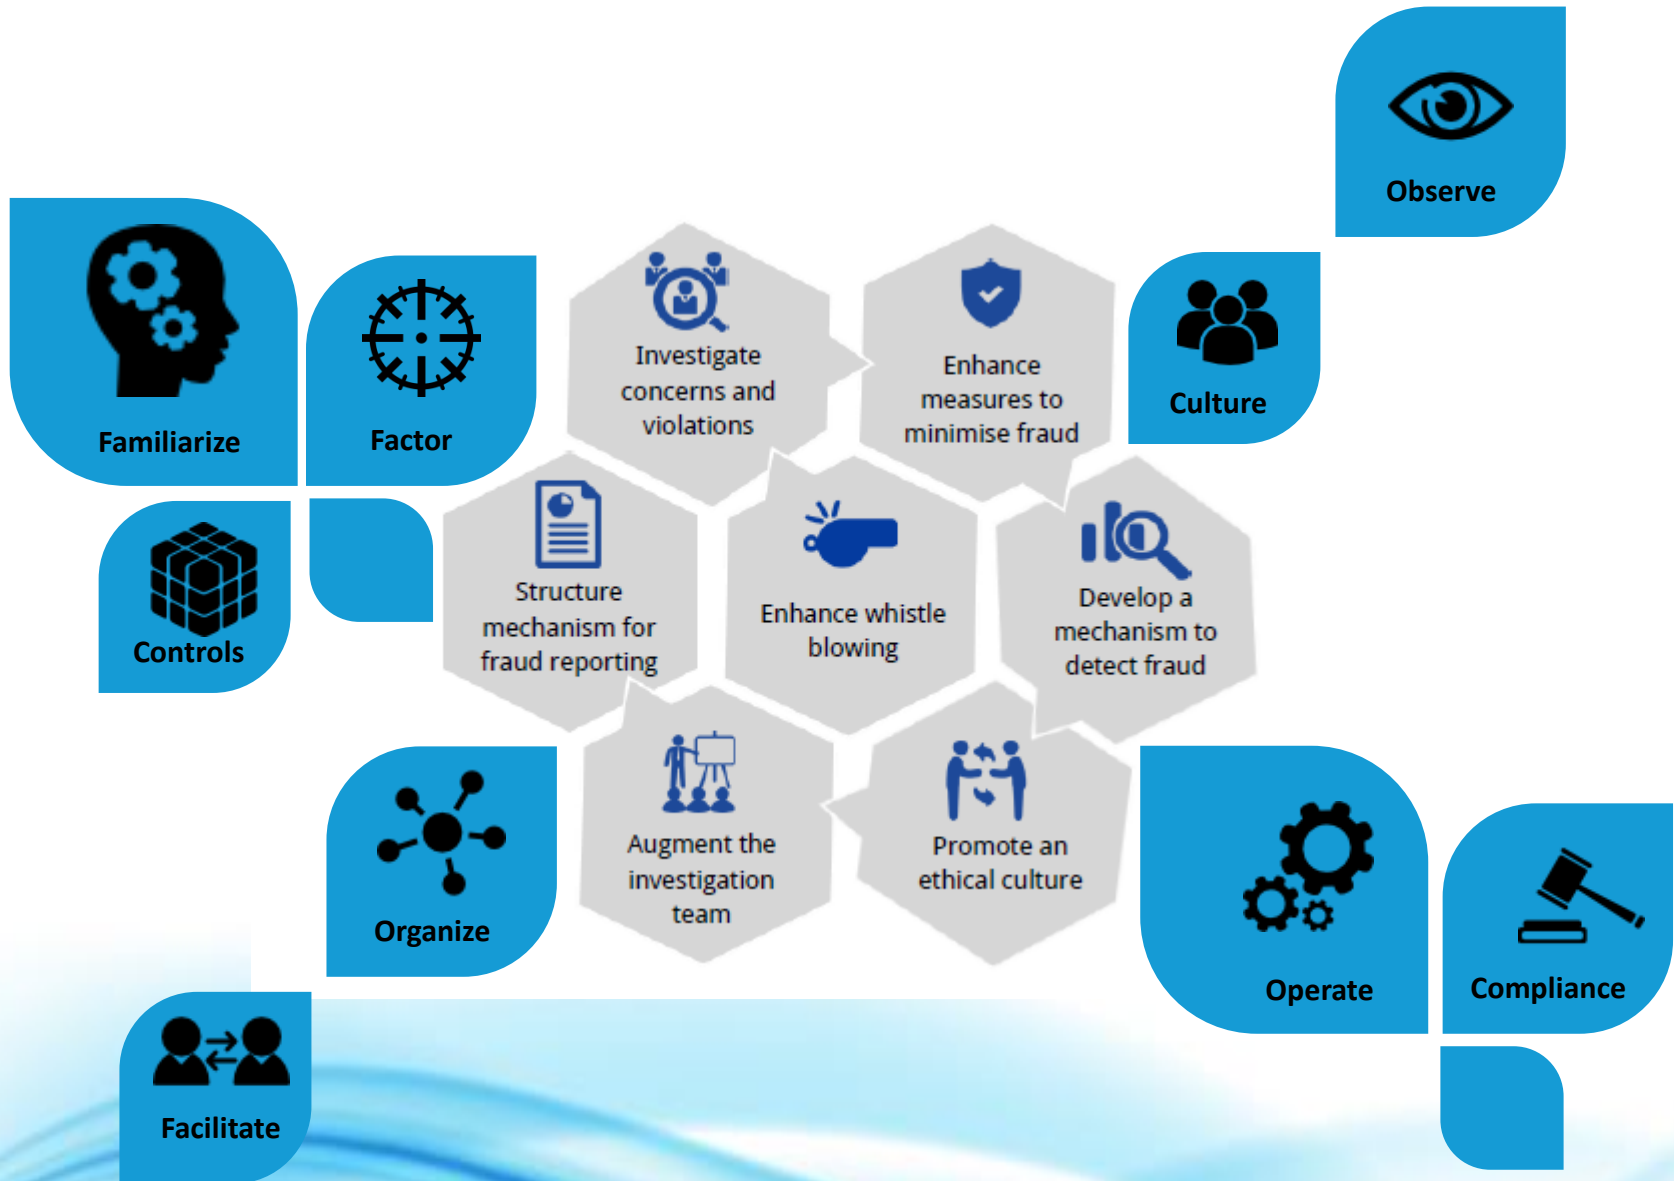 Observe
Familiarize
Factor
Investigate
concerns and
violations
Enhance
measures to
minimise fraud
Culture
Controls
Structure
mechanism for
fraud reporting
Enhance whistle
blowing
Develop a
mechanism to
detect fraud
Organize
Augment the
investigation
team
Promote an
ethical culture
Operate
Compliance
Facilitate